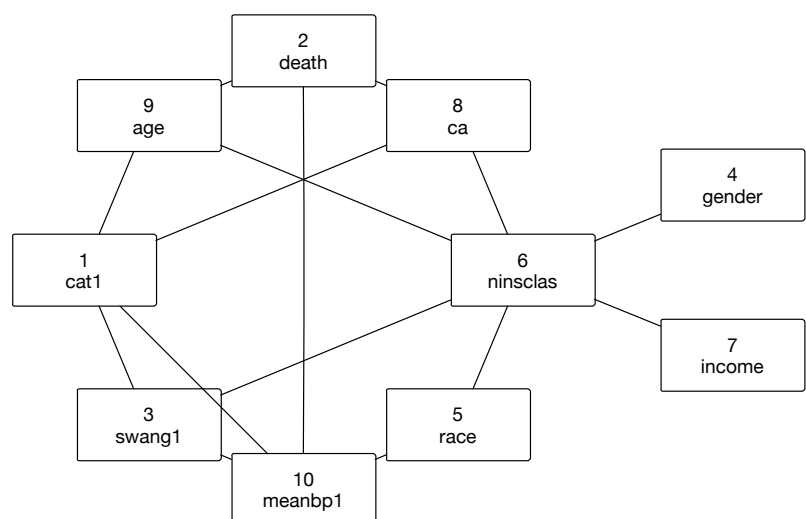 2
death
9
age
8
ca
4
gender
1
cat1
6
ninsclas
7
income
3
swang1
5
race
10
meanbp1